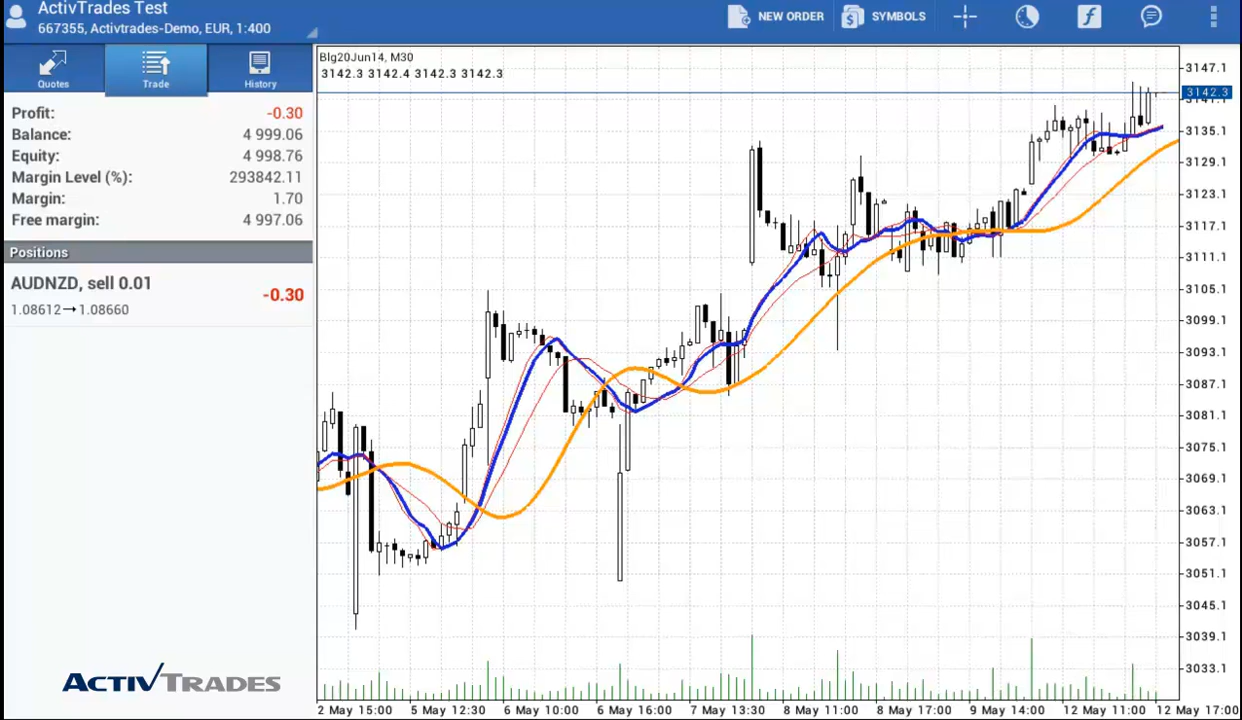 ActivTrades Test
667355, Activtrades-Demo, EUR, 1:400
NEW ORDER
SYMBOLS
Quotes
Trade
History
Profit: -0.30
Balance: 4 999.06
Equity: 4 998.76
Margin Level (%): 293842.11
Margin: 1.70
Free margin: 4 997.06
Positions
AUDNZD, sell 0.01
-0.30
1.08612→1.08660
ACTIVTRADES
Blg20Jun14, M30
3142.3 3142.4 3142.3 3142.3
3147.1
3142.3
3141.1
3135.1
3129.1
3123.1
3117.1
3111.1
3105.1
3099.1
3093.1
3087.1
3081.1
3075.1
3069.1
3063.1
3057.1
3051.1
3045.1
3039.1
3033.1
2 May 15:00
5 May 12:30
6 May 10:00
6 May 16:00
7 May 13:30
8 May 11:00
8 May 17:00
9 May 14:00
12 May 11:00
12 May 17:00